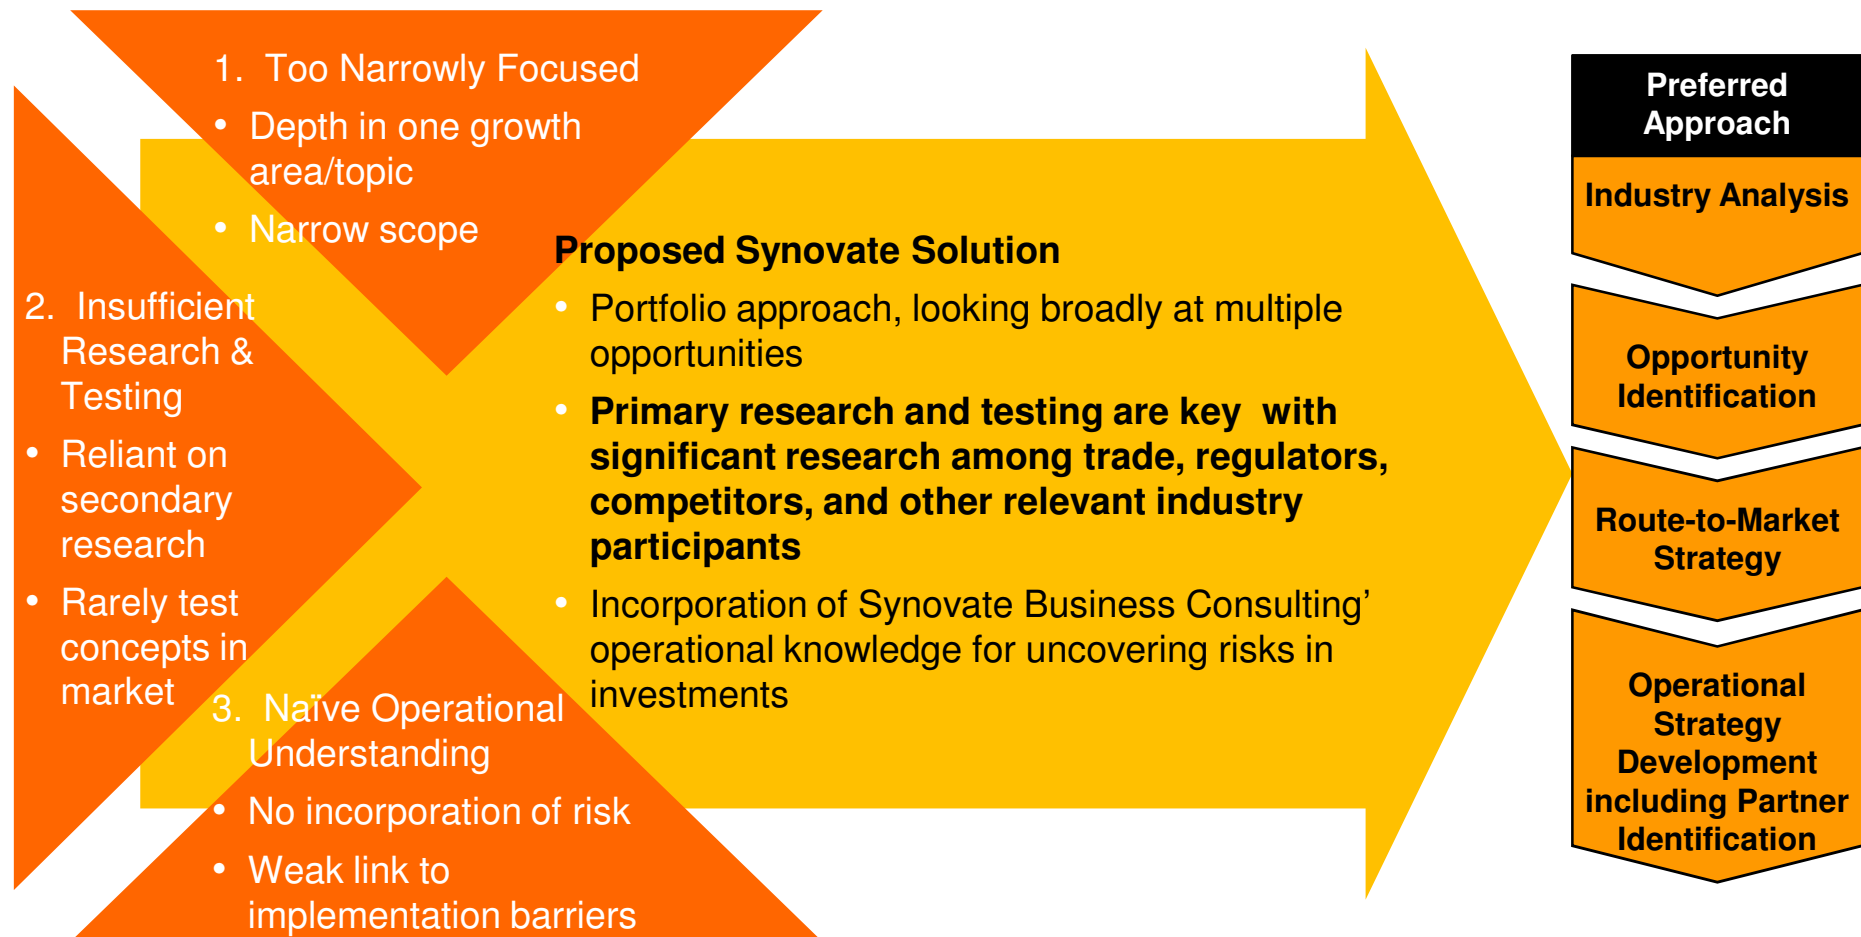 1. Too Narrowly Focused
• Depth in one growth
area/topic
• Narrow scope
2. Insufficient
Research &
Testing
• Reliant on
secondary
research
• Rarely test
concepts in
market
3. Naïve Operational
Understanding
• No incorporation of risk
• Weak link to
implementation barriers
Proposed Synovate Solution
• Portfolio approach, looking broadly at multiple
opportunities
• Primary research and testing are key  with
significant research among trade, regulators,
competitors, and other relevant industry
participants
• Incorporation of Synovate Business Consulting’
operational knowledge for uncovering risks in
investments
Preferred
Approach
Industry Analysis
Opportunity
Identification
Route-to-Market
Strategy
Operational
Strategy
Development
including Partner
Identification